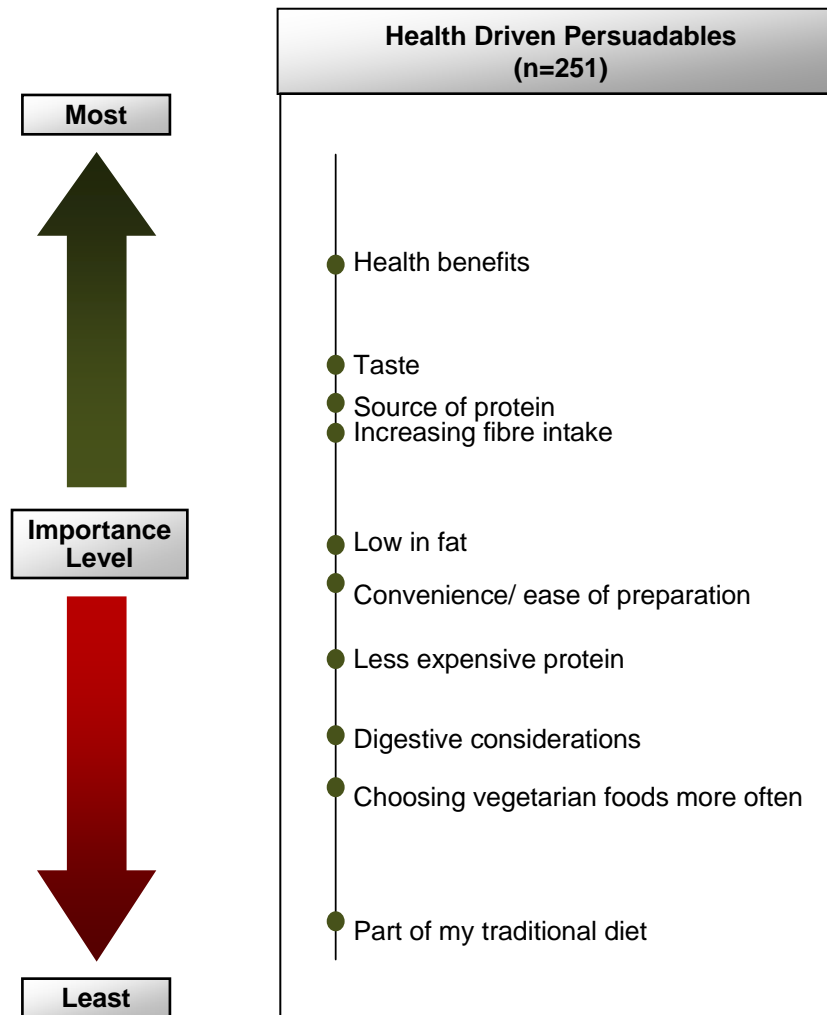 Health Driven Persuadables
(n=251)
Most
Health benefits
Taste
Source of protein
Increasing fibre intake
Importance
Level
Low in fat
Convenience/ ease of preparation
Less expensive protein
Digestive considerations
Choosing vegetarian foods more often
Part of my traditional diet
Least